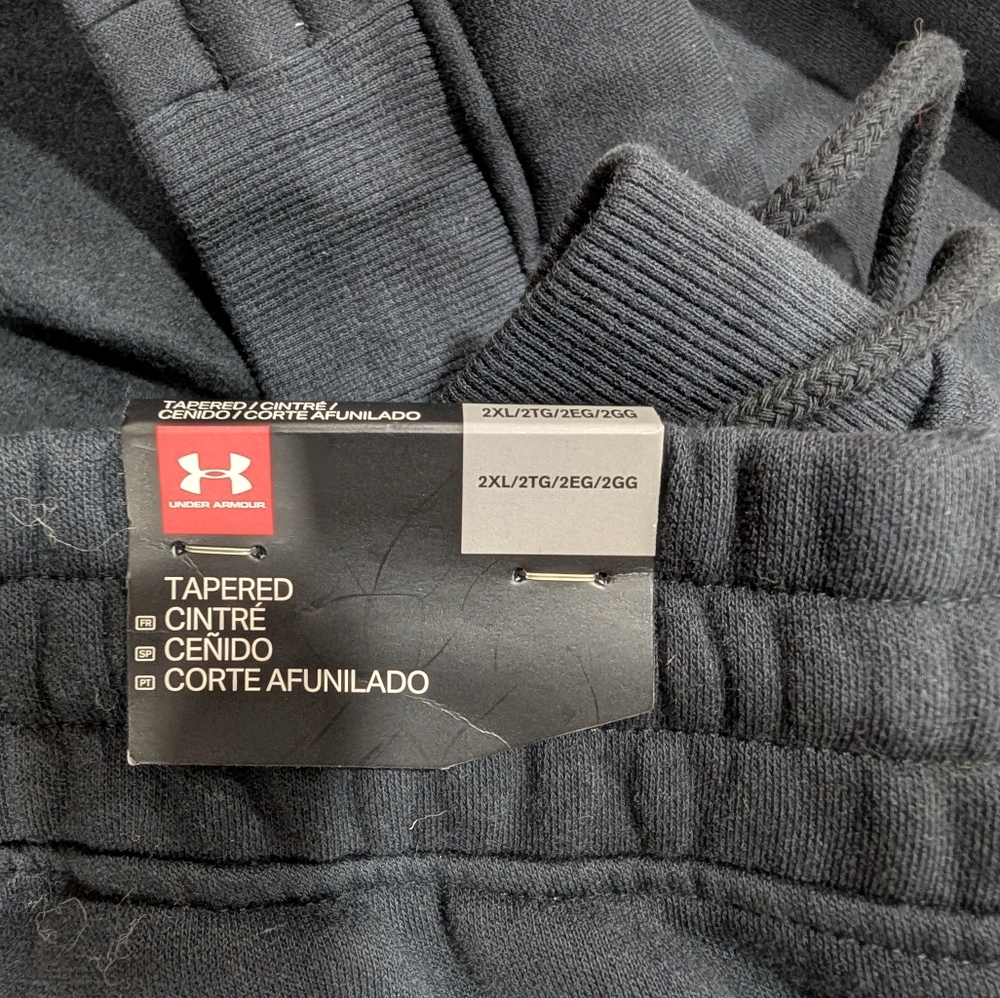 TAPERED / CINTRÉ /
CEÑIDO / CORTE AFUNILADO
2XL/2TG/2EG/2GG
UNDER ARMOUR
2XL/2TG/2EG/2GG
TAPERED
FR CINTRÉ
SP CEÑIDO
PT CORTE AFUNILADO